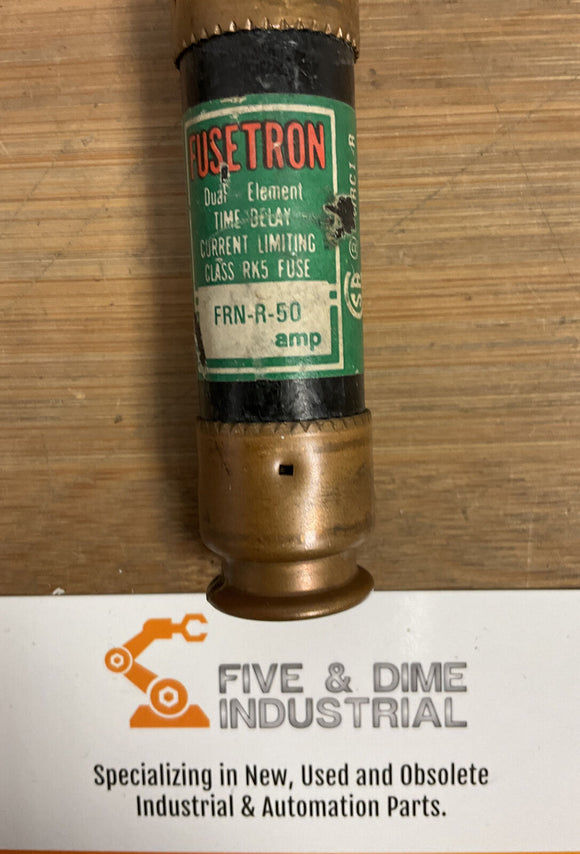 FUSETRON
Dual Element
TIME DELAY
CURRENT LIMITING
CLASS RK5 FUSE
FRN-R-50
amp
FIVE & DIME
INDUSTRIAL
Specializing in New, Used and Obsolete
Industrial & Automation Parts.